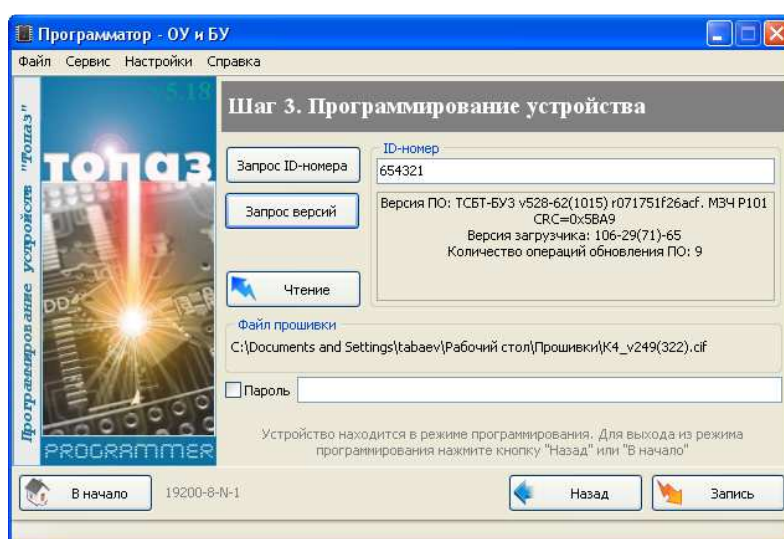 Программатор - ОУ и БУ
Файл Сервис Настройки Справка
Программирование устройств "Топаз"
5.18
топаз
PROGRAMMER
Шаг 3. Программирование устройства
Запрос ID-номера
ID-номер
654321
Запрос версий
Версия ПО: ТСБТ-БУ3 v528-62(1015) r071751f26acf. МЗЧ P101
CRC=0x5BA9
Версия загрузчика: 106-29(71)-65
Количество операций обновления ПО: 9
Чтение
Файл прошивки
C:\Documents and Settings\tabaev\Рабочий стол\Прошивки\K4_v249(322).cif
Пароль
Устройство находится в режиме программирования. Для выхода из режима
программирования нажмите кнопку "Назад" или "В начало"
В начало
19200-8-N-1
Назад
Запись